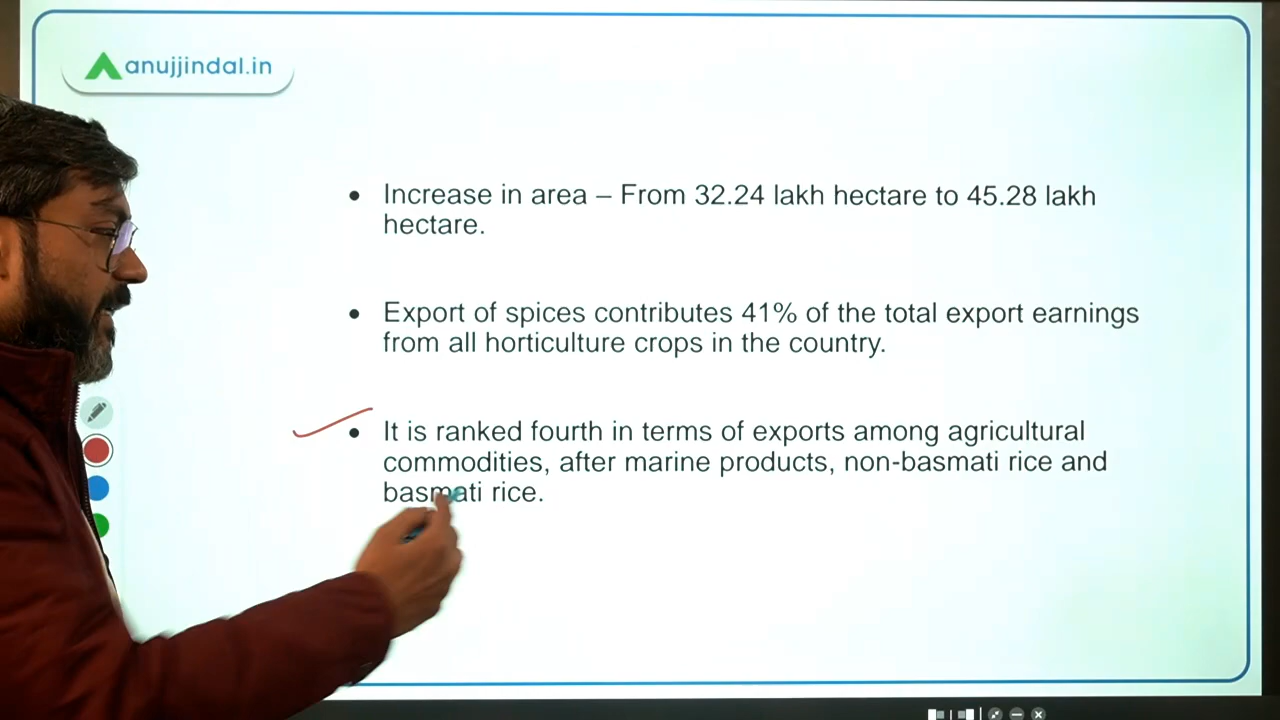 anujjindal.in
• Increase in area – From 32.24 lakh hectare to 45.28 lakh
hectare.
• Export of spices contributes 41% of the total export earnings
from all horticulture crops in the country.
• It is ranked fourth in terms of exports among agricultural
commodities, after marine products, non-basmati rice and
basmati rice.